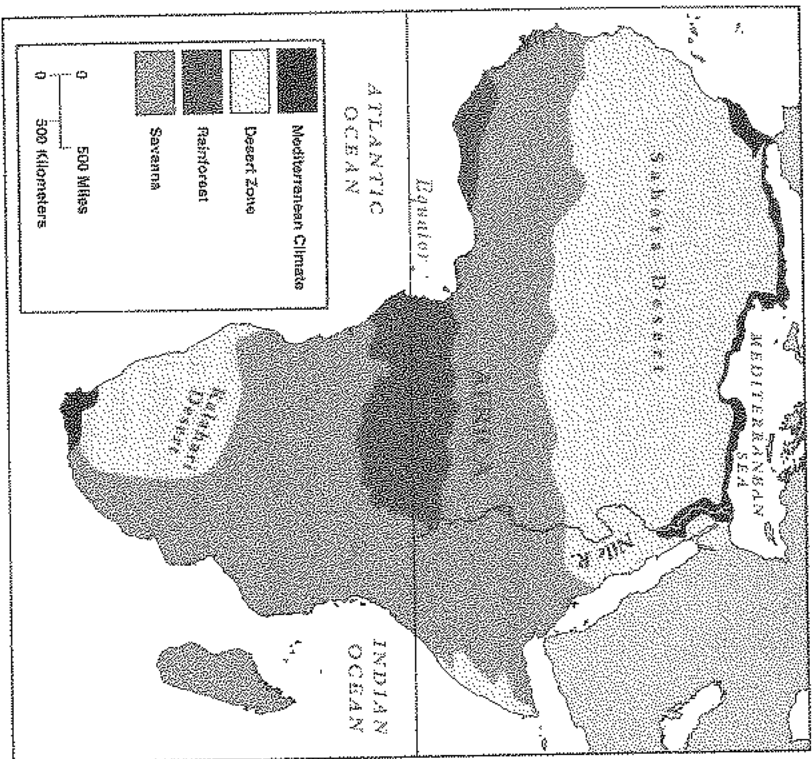 MEDITERRANEAN
SEA
Sahara Desert
Nile R.
AFRICA
Equator
ATLANTIC
OCEAN
INDIAN
OCEAN
Kalahari
Desert
Mediterranean Climate
Desert Zone
Rainforest
Savanna
0 500 Miles
0 500 Kilometers